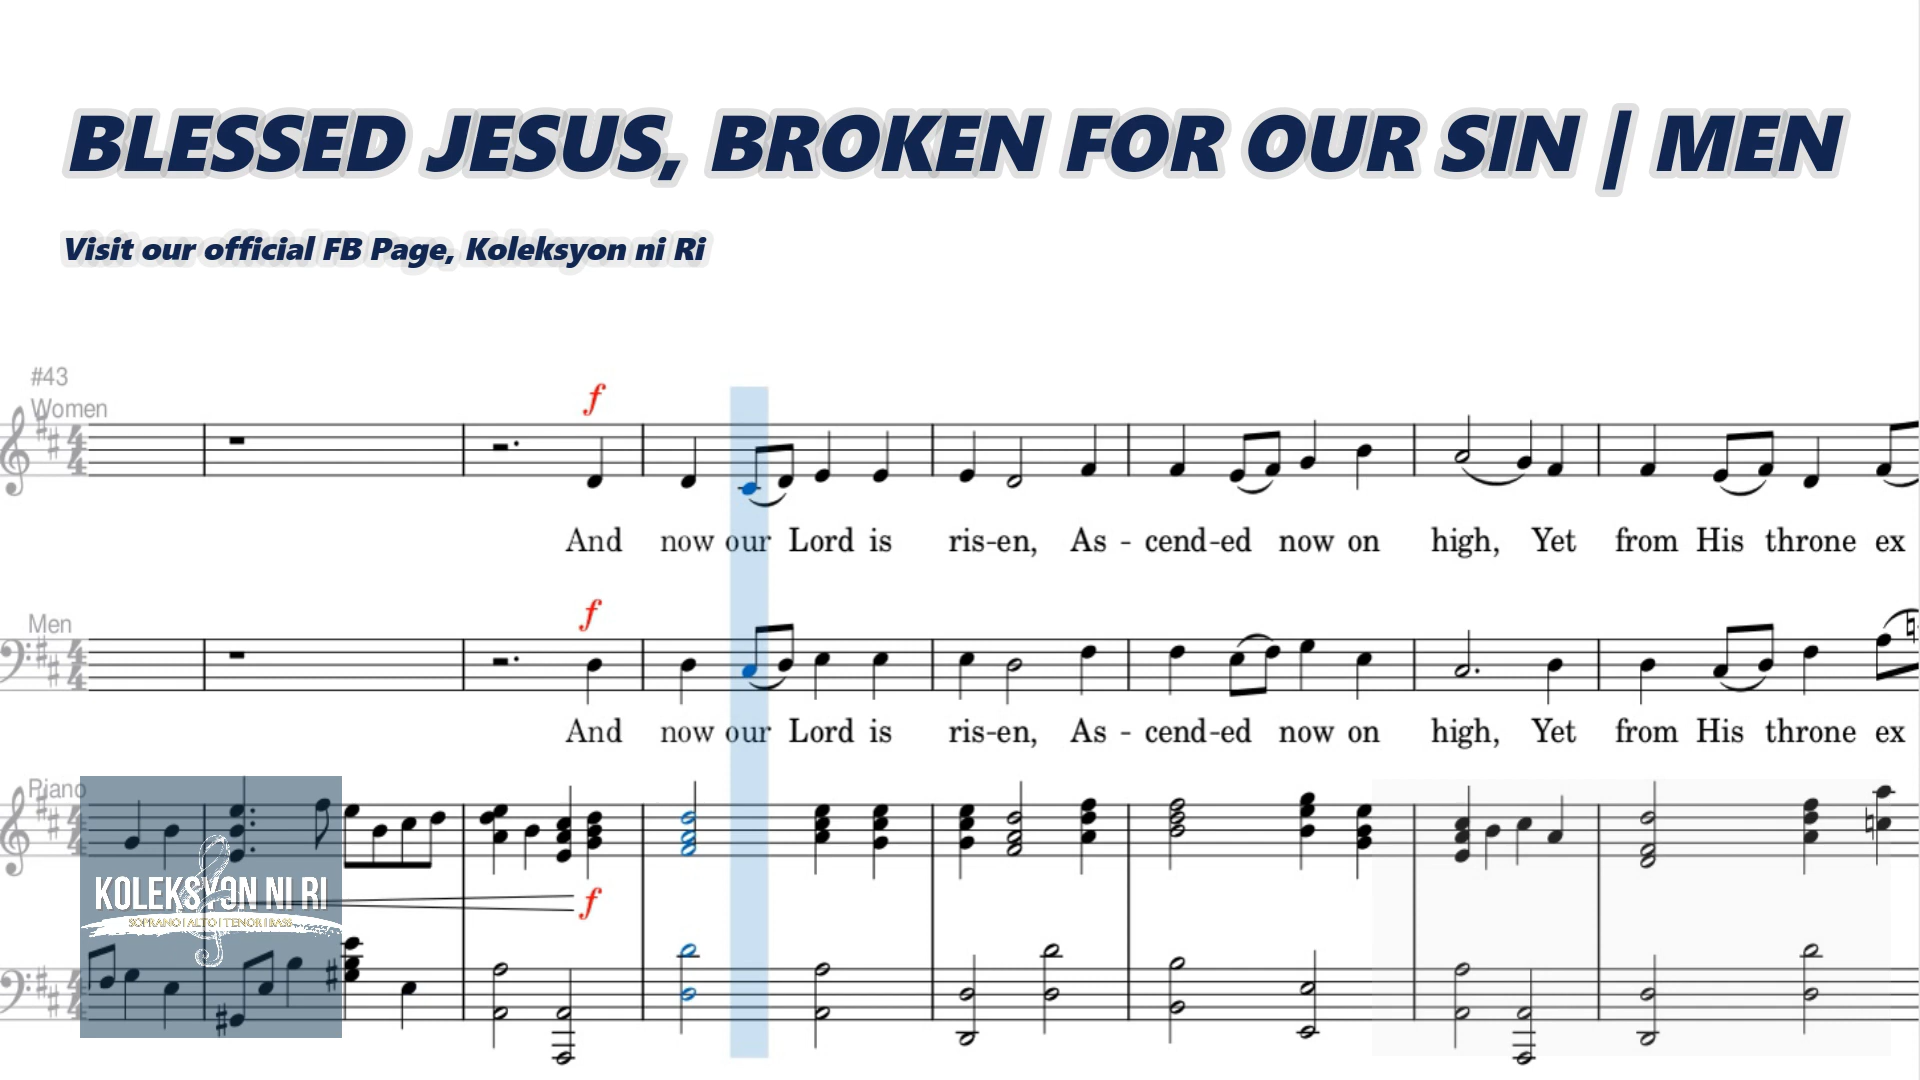 BLESSED JESUS, BROKEN FOR OUR SIN | MEN
Visit our official FB Page, Koleksyon ni Ri
#43
Women
f
And now our Lord is ris-en, As - cend-ed now on high, Yet from His throne ex
Men
f
And now our Lord is ris-en, As - cend-ed now on high, Yet from His throne ex
Piano
f
KOLEKSYON NI RI
SOPRANO | ALTO | TENOR | BASS